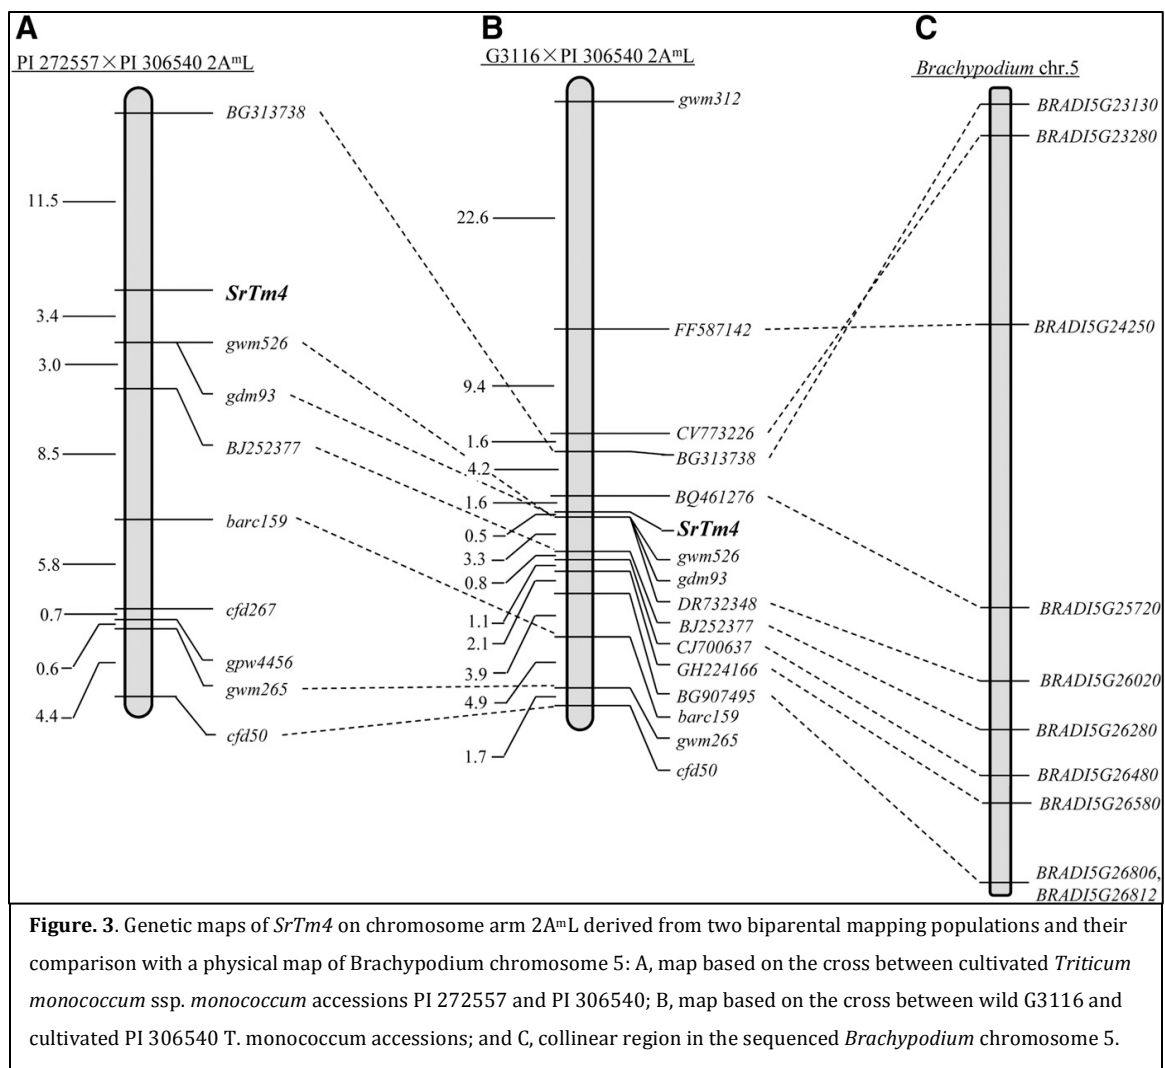 A
B
C
PI 272557×PI 306540 2AᵐL
G3116×PI 306540 2AᵐL
Brachypodium chr.5
BG313738
11.5
SrTm4
3.4
gwm526
3.0
gdm93
BJ252377
8.5
barc159
5.8
cfd267
0.7
gpw4456
0.6
gwm265
4.4
cfd50
gwm312
22.6
FF587142
9.4
CV773226
1.6
BG313738
4.2
BQ461276
1.6
SrTm4
0.5
gwm526
3.3
gdm93
0.8
DR732348
BJ252377
1.1
CJ700637
2.1
GH224166
3.9
BG907495
4.9
barc159
gwm265
1.7
cfd50
BRADI5G23130
BRADI5G23280
BRADI5G24250
BRADI5G25720
BRADI5G26020
BRADI5G26280
BRADI5G26480
BRADI5G26580
BRADI5G26806,
BRADI5G26812
Figure. 3. Genetic maps of SrTm4 on chromosome arm 2AᵐL derived from two biparental mapping populations and their
comparison with a physical map of Brachypodium chromosome 5: A, map based on the cross between cultivated Triticum
monococcum ssp. monococcum accessions PI 272557 and PI 306540; B, map based on the cross between wild G3116 and
cultivated PI 306540 T. monococcum accessions; and C, collinear region in the sequenced Brachypodium chromosome 5.